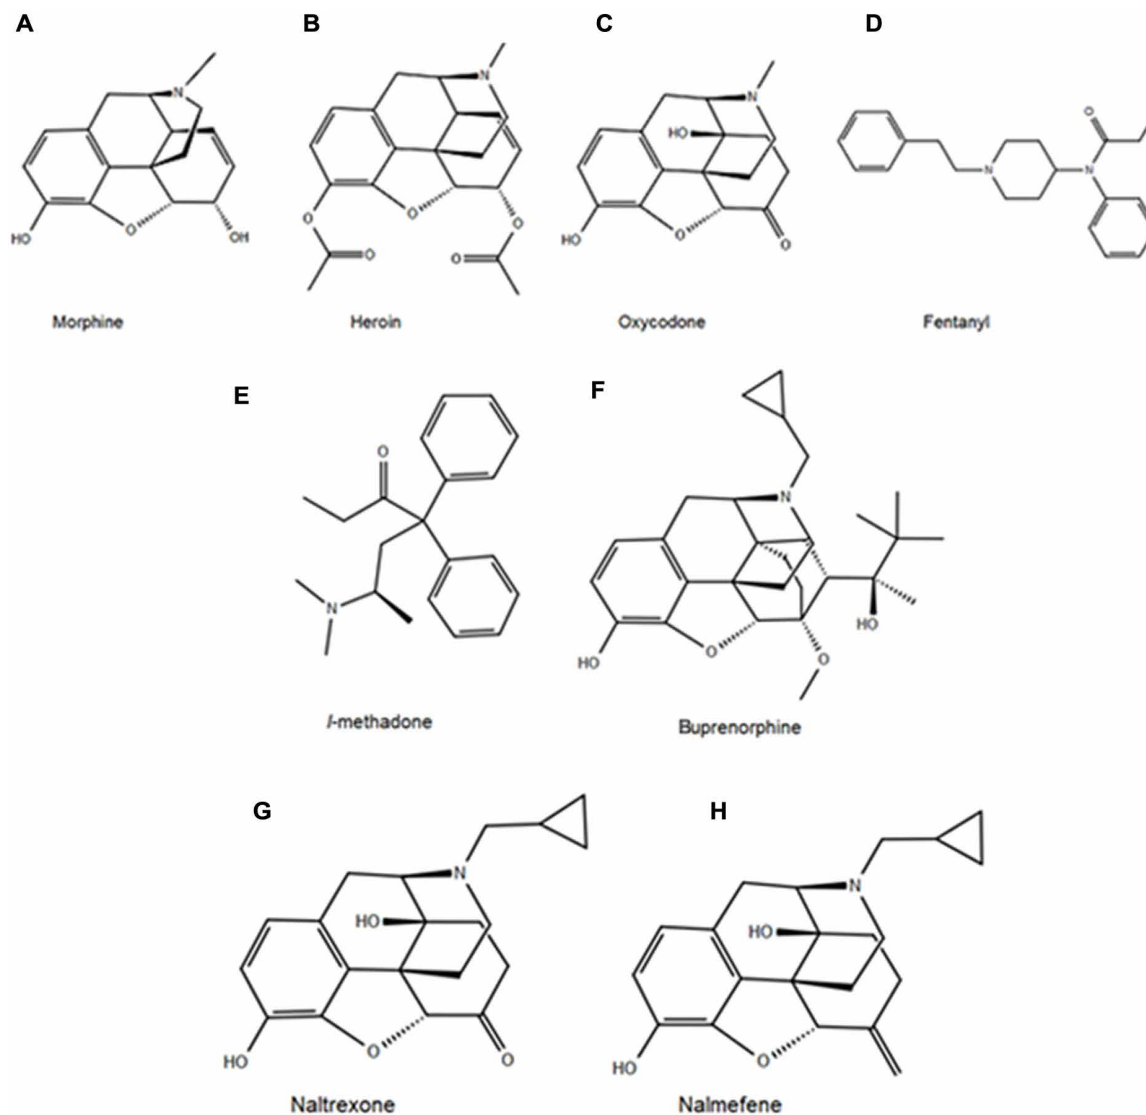 A B C D
N N N O
HO N N
O O
HO OH O O HO O O
O O
Morphine Heroin Oxycodone Fentanyl
E F
O
N
N
HO
O
HO O
l-methadone Buprenorphine
G H
N N
HO HO
HO O O HO O
Naltrexone Nalmefene